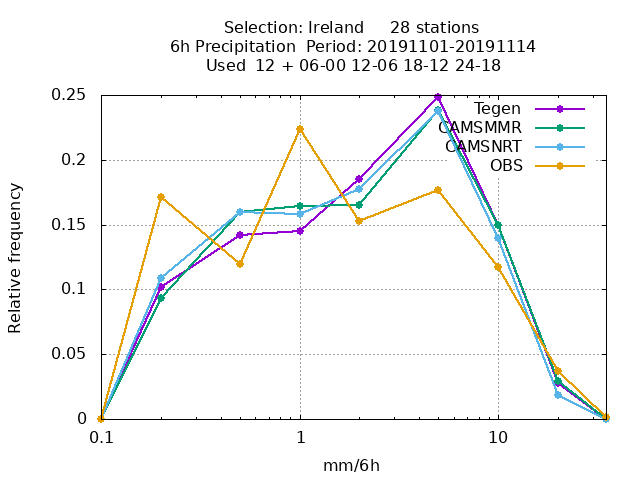 Selection: Ireland 28 stations
6h Precipitation Period: 20191101-20191114
Used 12 + 06-00 12-06 18-12 24-18
0.25
0.2
0.15
0.1
0.05
0
Relative frequency
Tegen
CAMSMMR
CAMSNRT
OBS
0.1 1 10
mm/6h